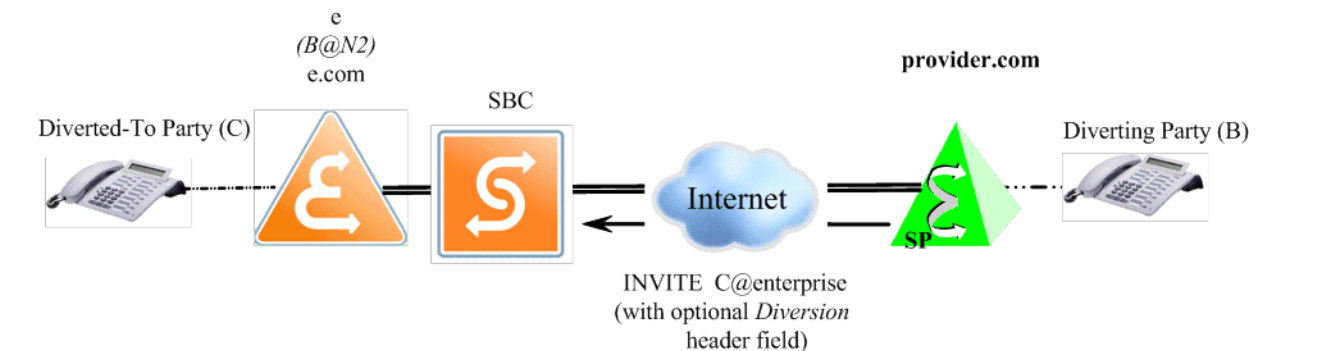 e
(B@N2)
e.com
provider.com
SBC
Diverted-To Party (C)
Diverting Party (B)
Internet
SP
INVITE C@enterprise
(with optional Diversion
header field)